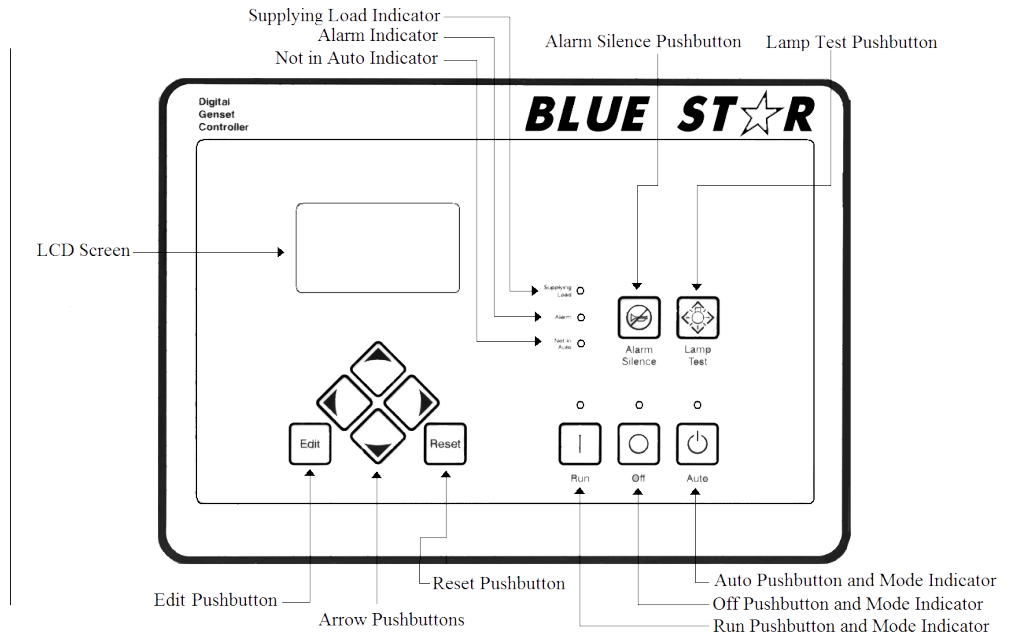 Supplying Load Indicator
Alarm Indicator
Not in Auto Indicator
Alarm Silence Pushbutton
Lamp Test Pushbutton
Digital
Genset
Controller
BLUE ST☆R
LCD Screen
Supplying
Load
Alarm
Not in
Auto
Alarm
Silence
Lamp
Test
Edit
Reset
Run
Off
Auto
Reset Pushbutton
Edit Pushbutton
Arrow Pushbuttons
Auto Pushbutton and Mode Indicator
Off Pushbutton and Mode Indicator
Run Pushbutton and Mode Indicator